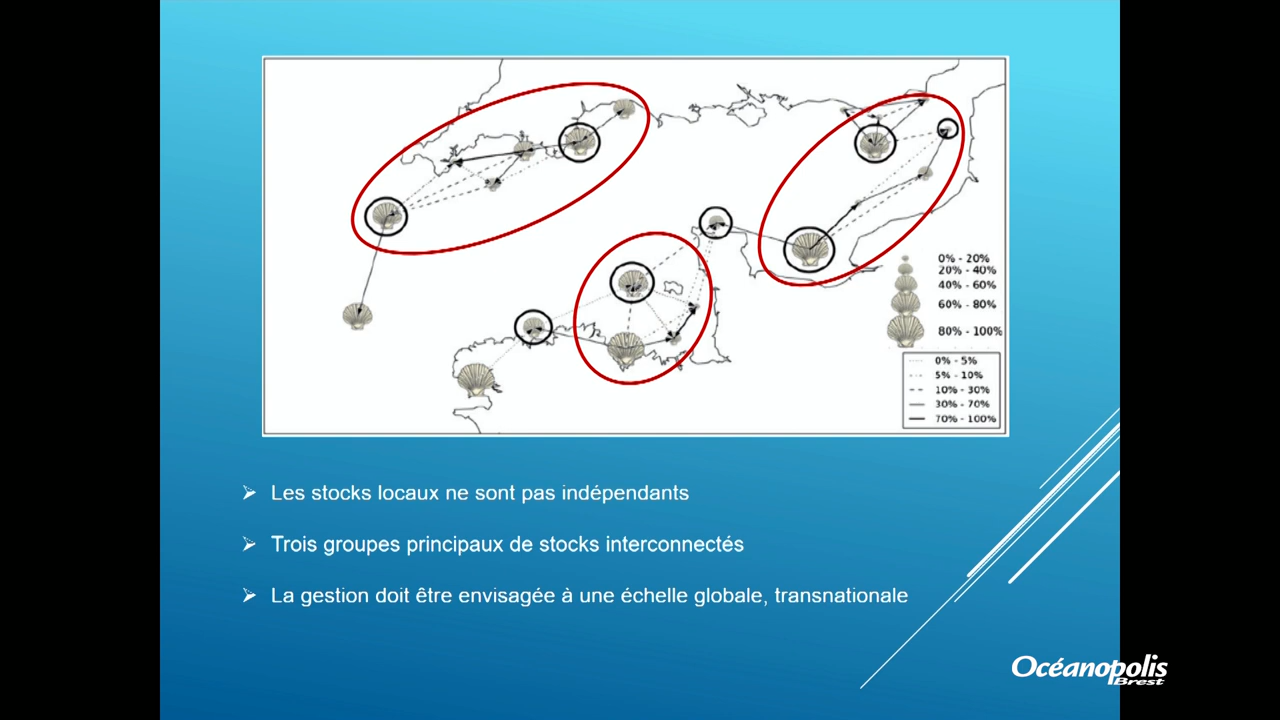 0% - 20%
20% - 40%
40% - 60%
60% - 80%
80% - 100%
0% - 5%
5% - 10%
10% - 30%
30% - 70%
70% - 100%
Les stocks locaux ne sont pas indépendants
Trois groupes principaux de stocks interconnectés
La gestion doit être envisagée à une échelle globale, transnationale
Océanopolis
Brest